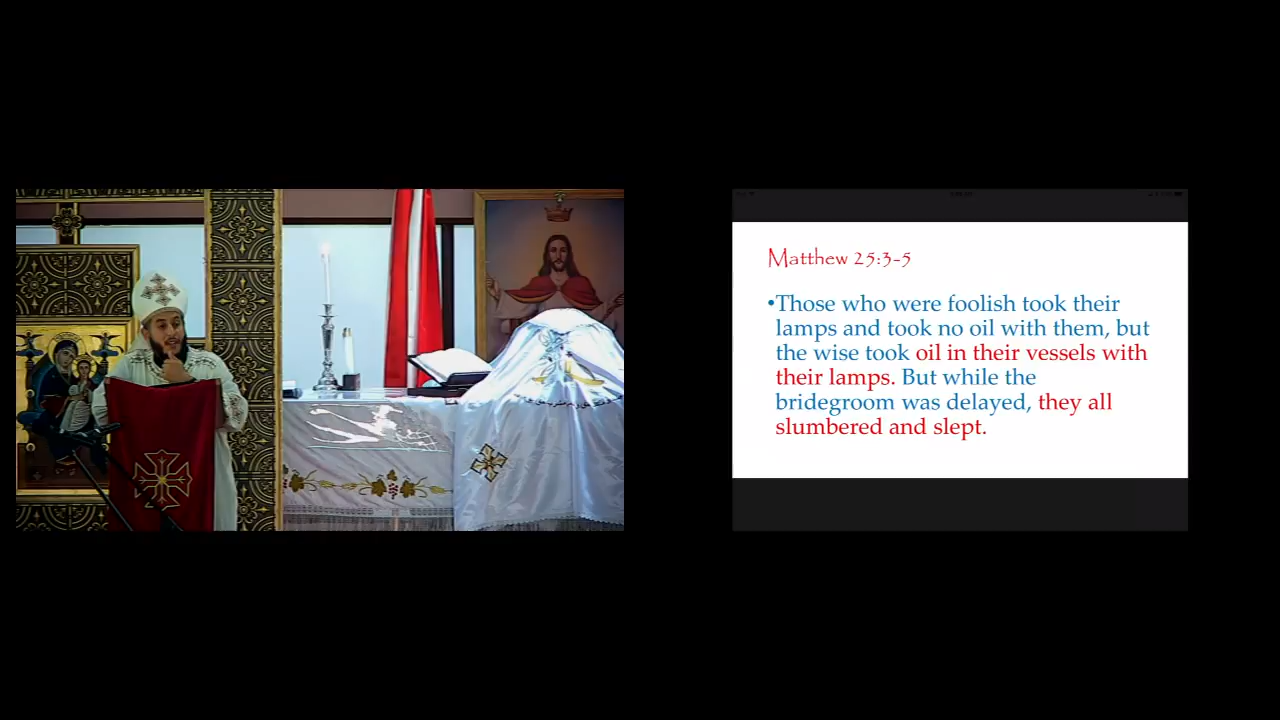 Matthew 25:3-5
•Those who were foolish took their
lamps and took no oil with them, but
the wise took oil in their vessels with
their lamps. But while the
bridegroom was delayed, they all
slumbered and slept.